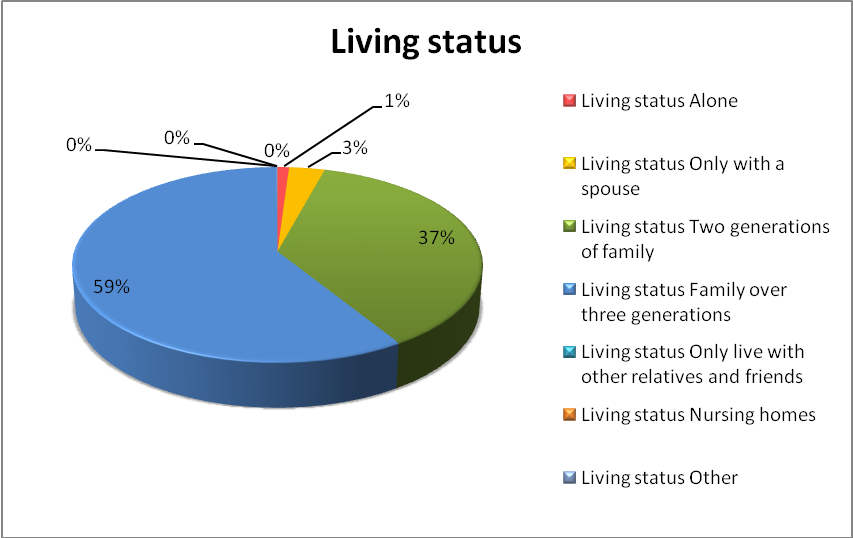 Living status
1%
0%
0%
0%
3%
37%
59%
Living status Alone
Living status Only with a
spouse
Living status Two generations
of family
Living status Family over
three generations
Living status Only live with
other relatives and friends
Living status Nursing homes
Living status Other